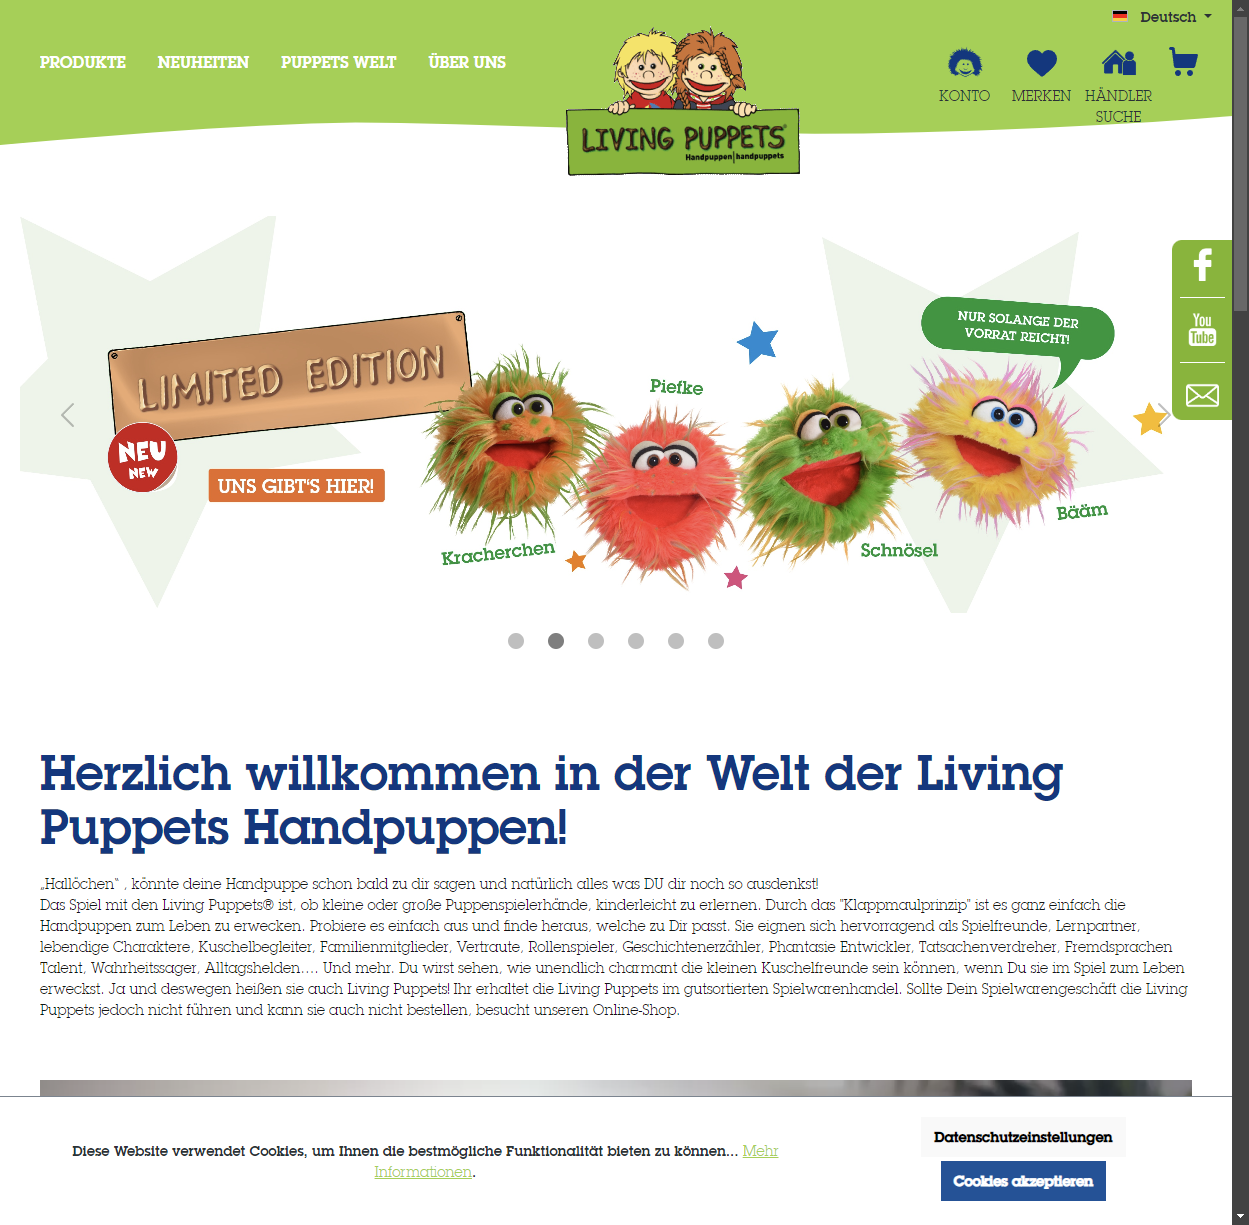 Deutsch
PRODUKTE NEUHEITEN PUPPETS WELT ÜBER UNS
KONTO MERKEN HÄNDLER SUCHE
LIVING PUPPETS®
Handpuppen|handpuppets
LIMITED EDITION
NEU
NEW
UNS GIBT'S HIER!
Kracherchen
Piefke
Schnösel
Bääm
NUR SOLANGE DER
VORRAT REICHT!
You
Tube
Herzlich willkommen in der Welt der Living
Puppets Handpuppen!
„Hallöchen“ , könnte deine Handpuppe schon bald zu dir sagen und natürlich alles was DU dir noch so ausdenkst!
Das Spiel mit den Living Puppets® ist, ob kleine oder große Puppenspielerhände, kinderleicht zu erlernen. Durch das "Klappmaulprinzip" ist es ganz einfach die
Handpuppen zum Leben zu erwecken. Probiere es einfach aus und finde heraus, welche zu Dir passt. Sie eignen sich hervorragend als Spielfreunde, Lernpartner,
lebendige Charaktere, Kuschelbegleiter, Familienmitglieder, Vertraute, Rollenspieler, Geschichtenerzähler, Phantasie Entwickler, Tatsachenverdreher, Fremdsprachen
Talent, Wahrheitssager, Alltagshelden.... Und mehr. Du wirst sehen, wie unendlich charmant die kleinen Kuschelfreunde sein können, wenn Du sie im Spiel zum Leben
erweckst. Ja und deswegen heißen sie auch Living Puppets! Ihr erhaltet die Living Puppets im gutsortierten Spielwarenhandel. Sollte Dein Spielwarengeschäft die Living
Puppets jedoch nicht führen und kann sie auch nicht bestellen, besucht unseren Online-Shop.
Diese Website verwendet Cookies, um Ihnen die bestmögliche Funktionalität bieten zu können... Mehr
Informationen.
Datenschutzeinstellungen
Cookies akzeptieren